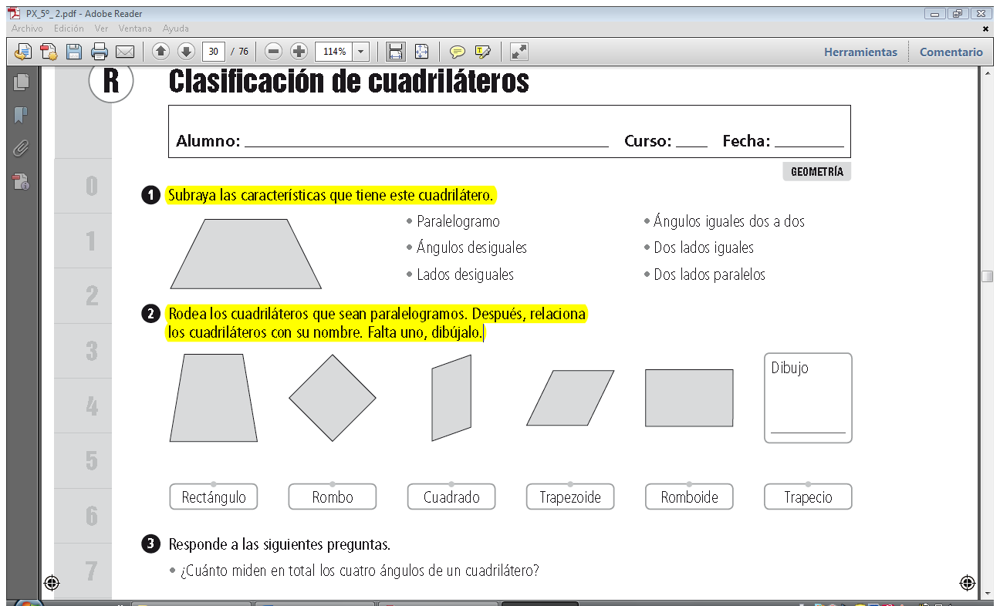 PX_5º_ 2.pdf - Adobe Reader
Archivo Edición Ver Ventana Ayuda
30 / 76 114% Herramientas Comentario
R Clasificación de cuadriláteros
Alumno: Curso: Fecha:
GEOMETRÍA
0
1
2
3
4
5
6
7
1 Subraya las características que tiene este cuadrilátero.
• Paralelogramo • Ángulos iguales dos a dos
• Ángulos desiguales • Dos lados iguales
• Lados desiguales • Dos lados paralelos
2 Rodea los cuadriláteros que sean paralelogramos. Después, relaciona
los cuadriláteros con su nombre. Falta uno, dibújalo.
Dibujo
Rectángulo Rombo Cuadrado Trapezoide Romboide Trapecio
3 Responde a las siguientes preguntas.
• ¿Cuánto miden en total los cuatro ángulos de un cuadrilátero?